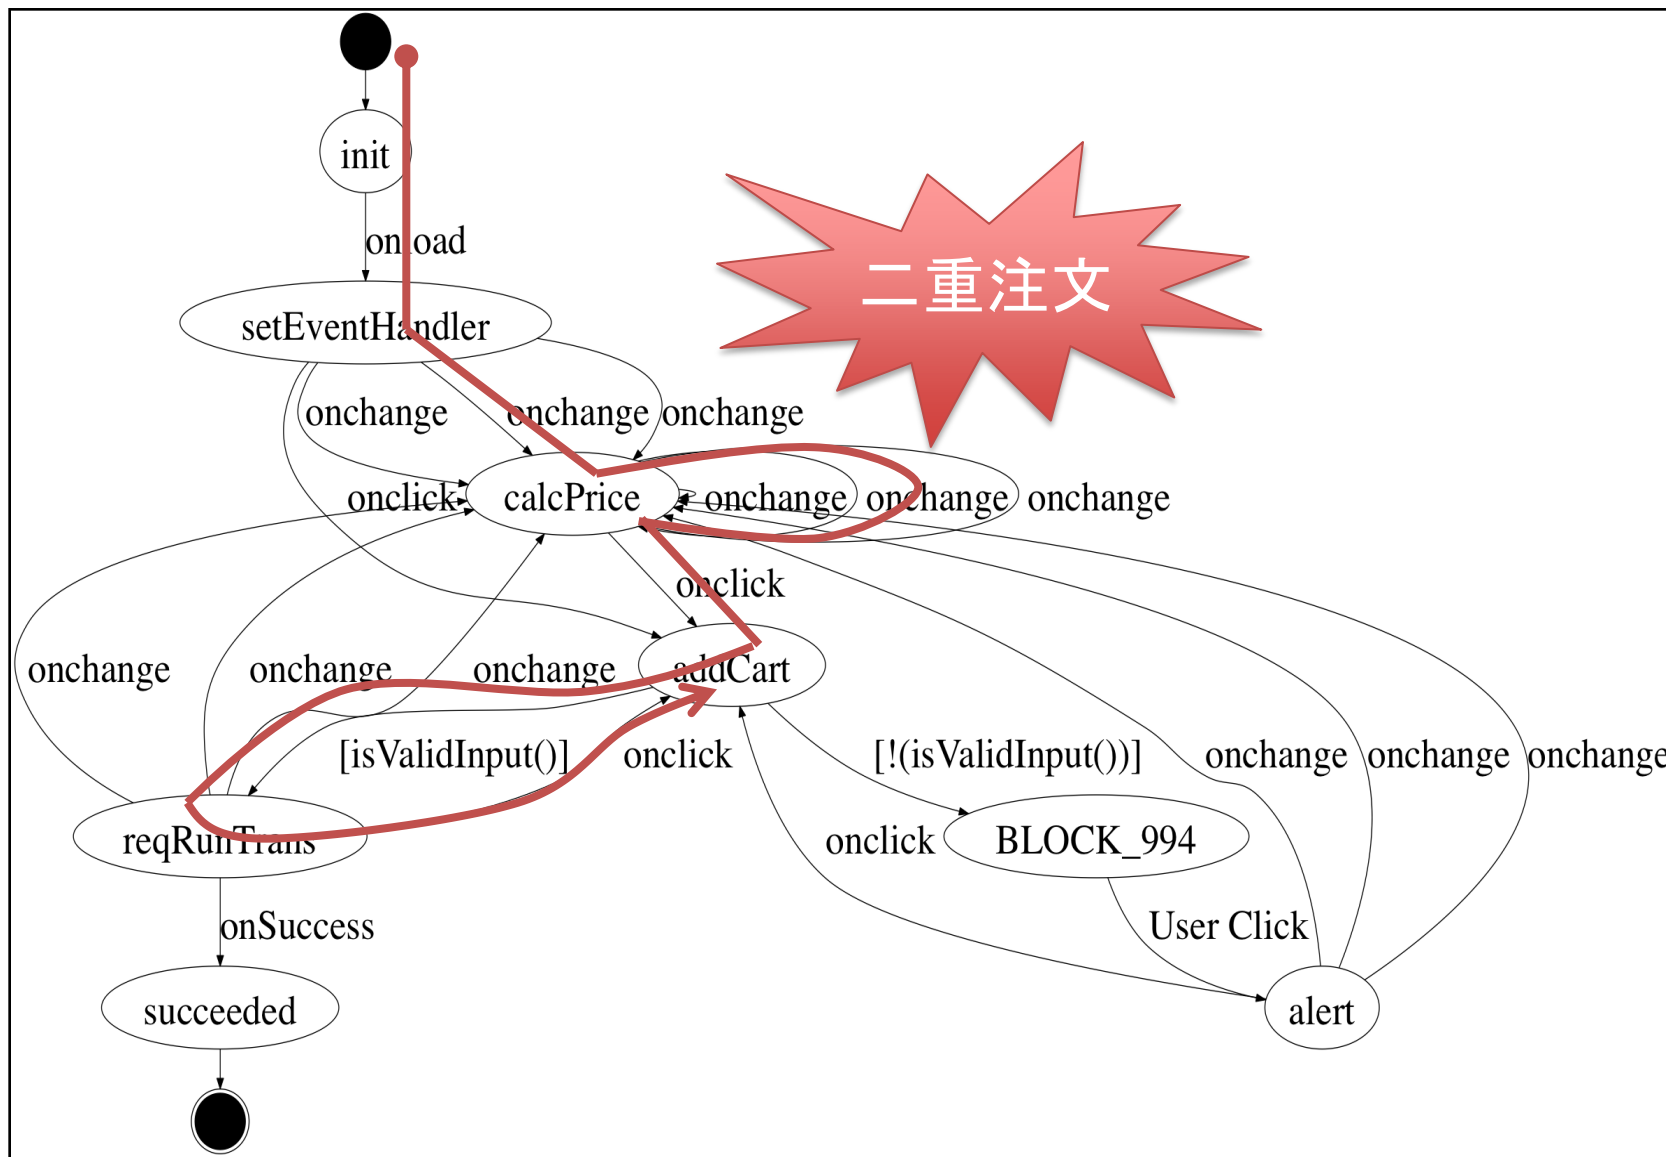 init
onload
二重注文
setEventHandler
onchange onchange onchange
onclick calcPrice onchange onchange onchange
onclick
onchange onchange onchange addCart
[isValidInput()] onclick [!(isValidInput())] onchange onchange onchange
reqRunTrans onclick BLOCK_994
onSuccess User Click
succeeded alert